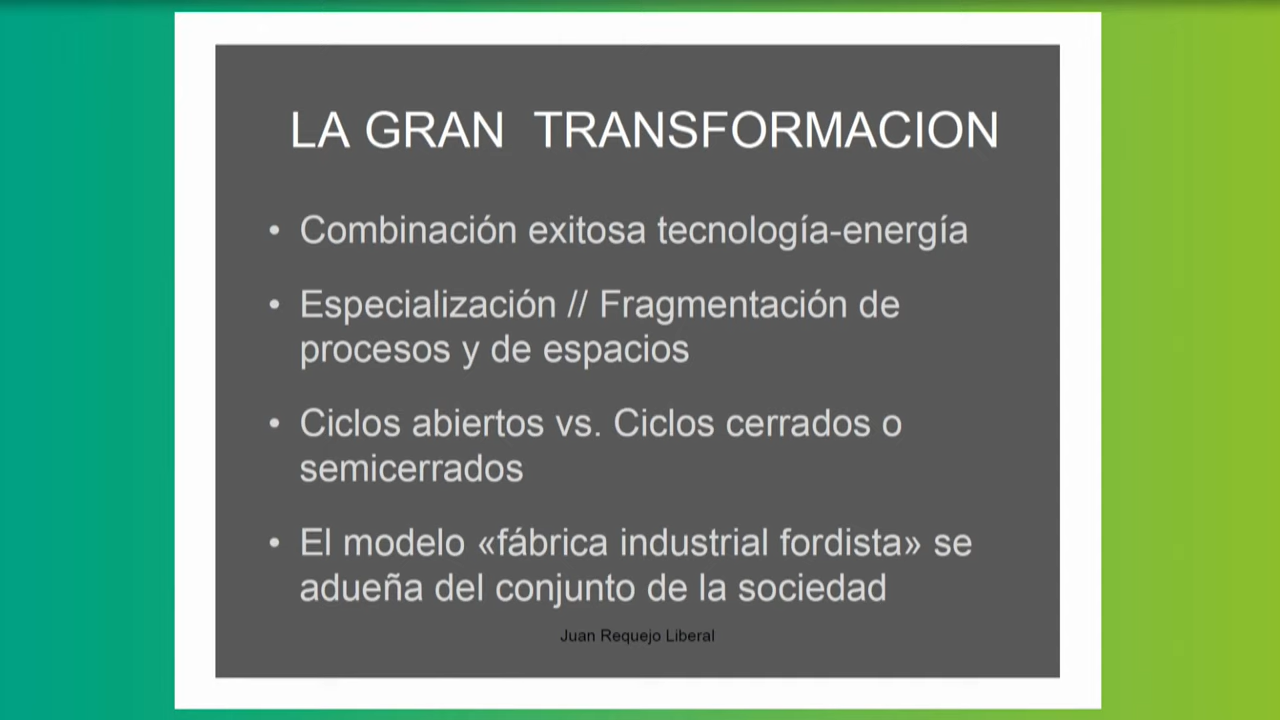 LA GRAN TRANSFORMACION
• Combinación exitosa tecnología-energía
• Especialización // Fragmentación de
procesos y de espacios
• Ciclos abiertos vs. Ciclos cerrados o
semicerrados
• El modelo «fábrica industrial fordista» se
adueña del conjunto de la sociedad
Juan Requejo Liberal